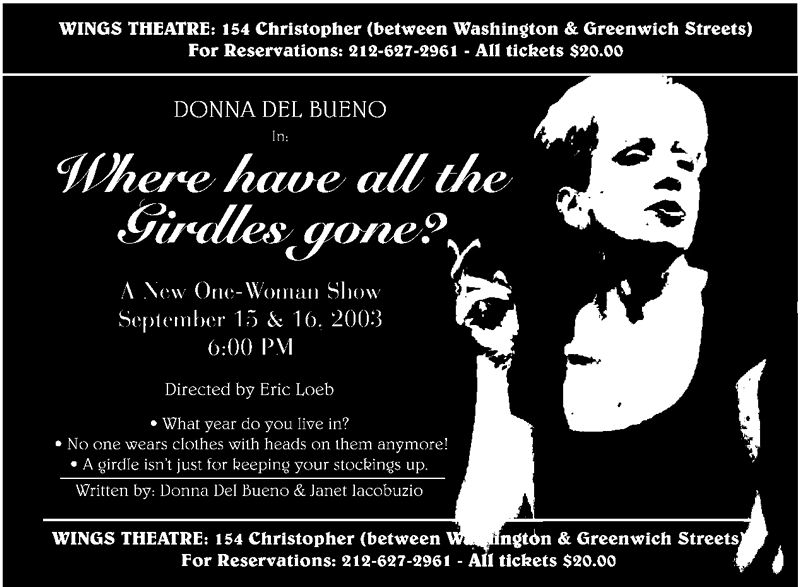 WINGS THEATRE: 154 Christopher (between Washington & Greenwich Streets)
For Reservations: 212-627-2961 - All tickets $20.00
DONNA DEL BUENO
In:
Where have all the
Girdles gone?
A New One-Woman Show
September 15 & 16, 2003
6:00 PM
Directed by Eric Loeb
• What year do you live in?
• No one wears clothes with heads on them anymore!
• A girdle isn't just for keeping your stockings up.
Written by: Donna Del Bueno & Janet Iacobuzio
WINGS THEATRE: 154 Christopher (between Washington & Greenwich Streets)
For Reservations: 212-627-2961 - All tickets $20.00